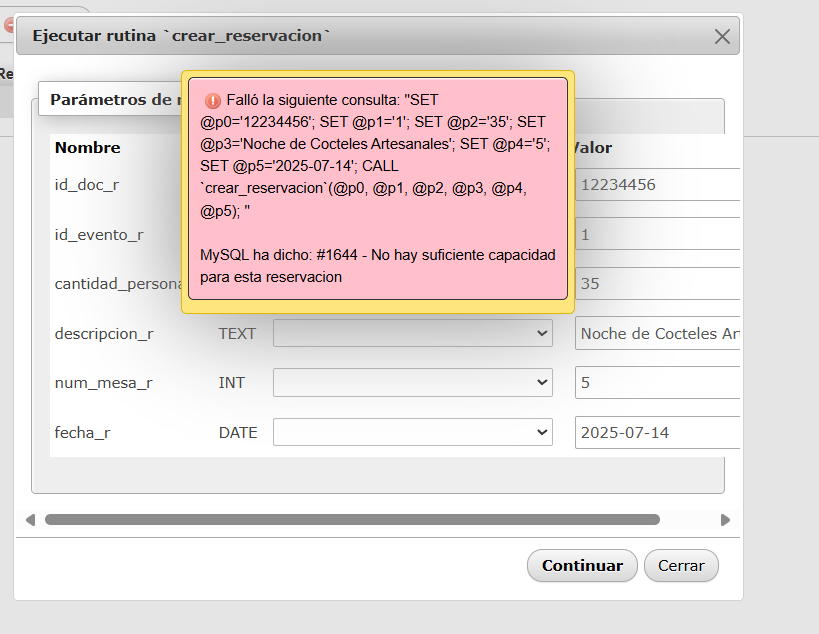 Ejecutar rutina `crear_reservacion`
Re
Parámetros de
Falló la siguiente consulta: "SET
@p0='12234456'; SET @p1='1'; SET @p2='35'; SET
@p3='Noche de Cocteles Artesanales'; SET @p4='5';
SET @p5='2025-07-14'; CALL
`crear_reservacion`(@p0, @p1, @p2, @p3, @p4,
@p5); "
MySQL ha dicho: #1644 - No hay suficiente capacidad
para esta reservacion
Nombre Valor
id_doc_r 12234456
id_evento_r 1
cantidad_persona 35
descripcion_r TEXT Noche de Cocteles Ar
num_mesa_r INT 5
fecha_r DATE 2025-07-14
Continuar Cerrar